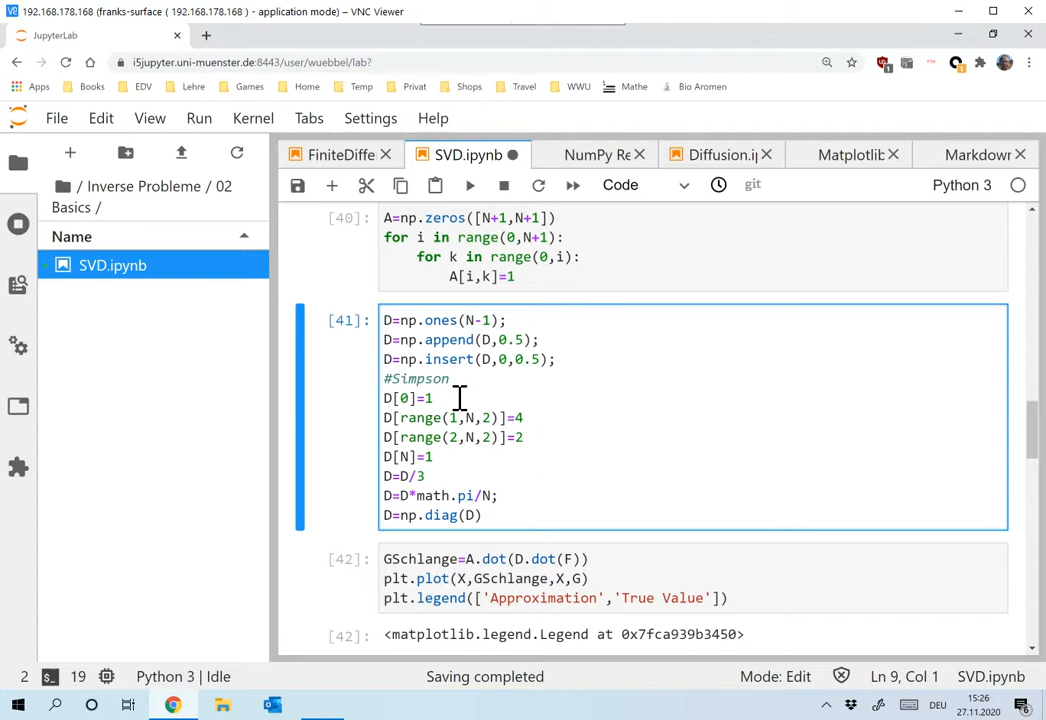 192.168.178.168 (franks-surface ( 192.168.178.168 ) - application mode) – VNC Viewer
JupyterLab
i5jupyter.uni-muenster.de:8443/user/wuebbel/lab?
Apps Books EDV Lehre Games Home Temp Privat Shops Travel WWU Mathe Bio Aromen
File Edit View Run Kernel Tabs Settings Help
FiniteDiffe SVD.ipynb NumPy Re Diffusion.ip Matplotlib Markdown
Code git Python 3
/ Inverse Probleme / 02
Basics /
Name
SVD.ipynb
[40]: A=np.zeros([N+1,N+1])
for i in range(0,N+1):
for k in range(0,i):
A[i,k]=1
[41]: D=np.ones(N-1);
D=np.append(D,0.5);
D=np.insert(D,0,0.5);
#Simpson
D[0]=1
D[range(1,N,2)]=4
D[range(2,N,2)]=2
D[N]=1
D=D/3
D=D*math.pi/N;
D=np.diag(D)
[42]: GSchlange=A.dot(D.dot(F))
plt.plot(X,GSchlange,X,G)
plt.legend(['Approximation','True Value'])
[42]: <matplotlib.legend.Legend at 0x7fca939b3450>
2 19 Python 3 | Idle Saving completed Mode: Edit Ln 9, Col 1 SVD.ipynb
DEU 15:26
27.11.2020 6